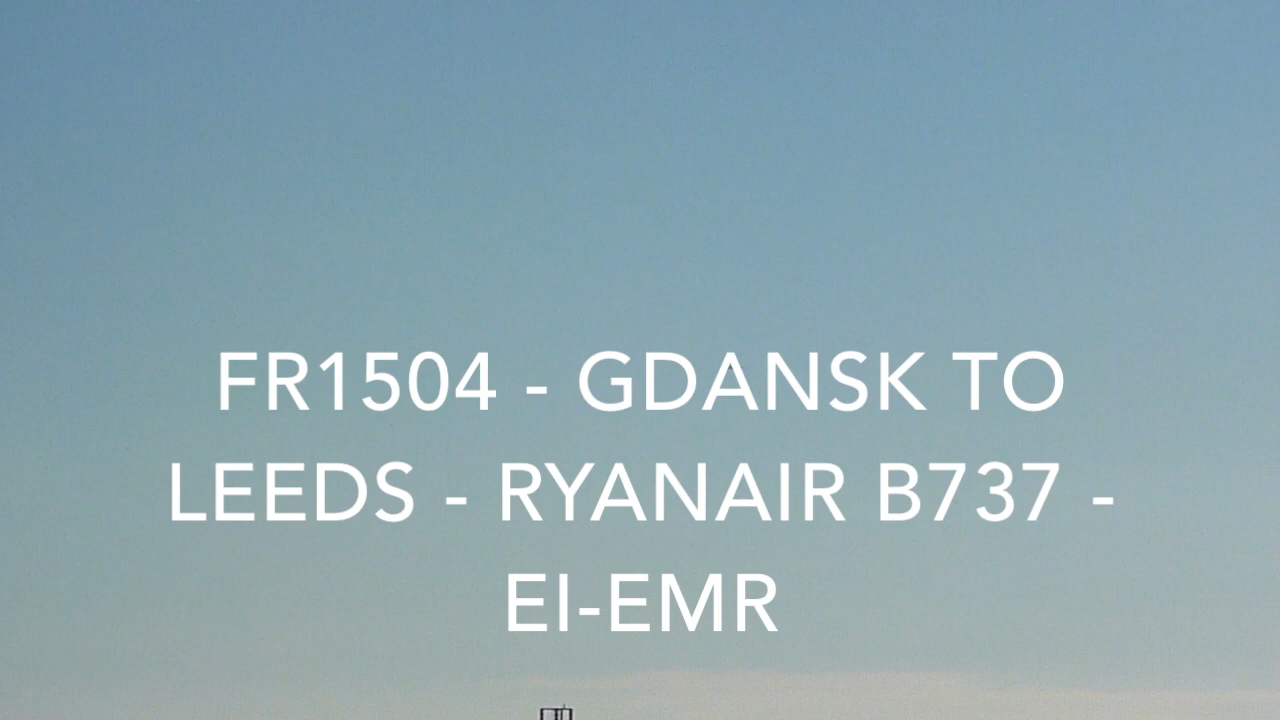 FR1504 - GDANSK TO
LEEDS - RYANAIR B737 -
EI-EMR